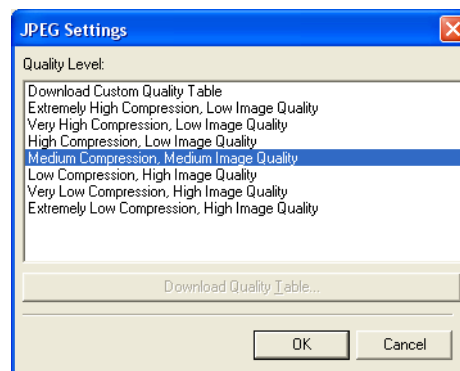 JPEG Settings
Quality Level:
Download Custom Quality Table
Extremely High Compression, Low Image Quality
Very High Compression, Low Image Quality
High Compression, Low Image Quality
Medium Compression, Medium Image Quality
Low Compression, High Image Quality
Very Low Compression, High Image Quality
Extremely Low Compression, High Image Quality
Download Quality Table...
OK Cancel